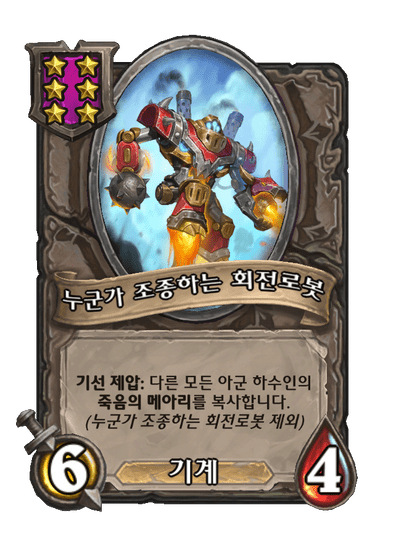 누군가 조종하는 회전로봇
기선 제압: 다른 모든 아군 하수인의
죽음의 메아리를 복사합니다.
(누군가 조종하는 회전로봇 제외)
6
기계
4